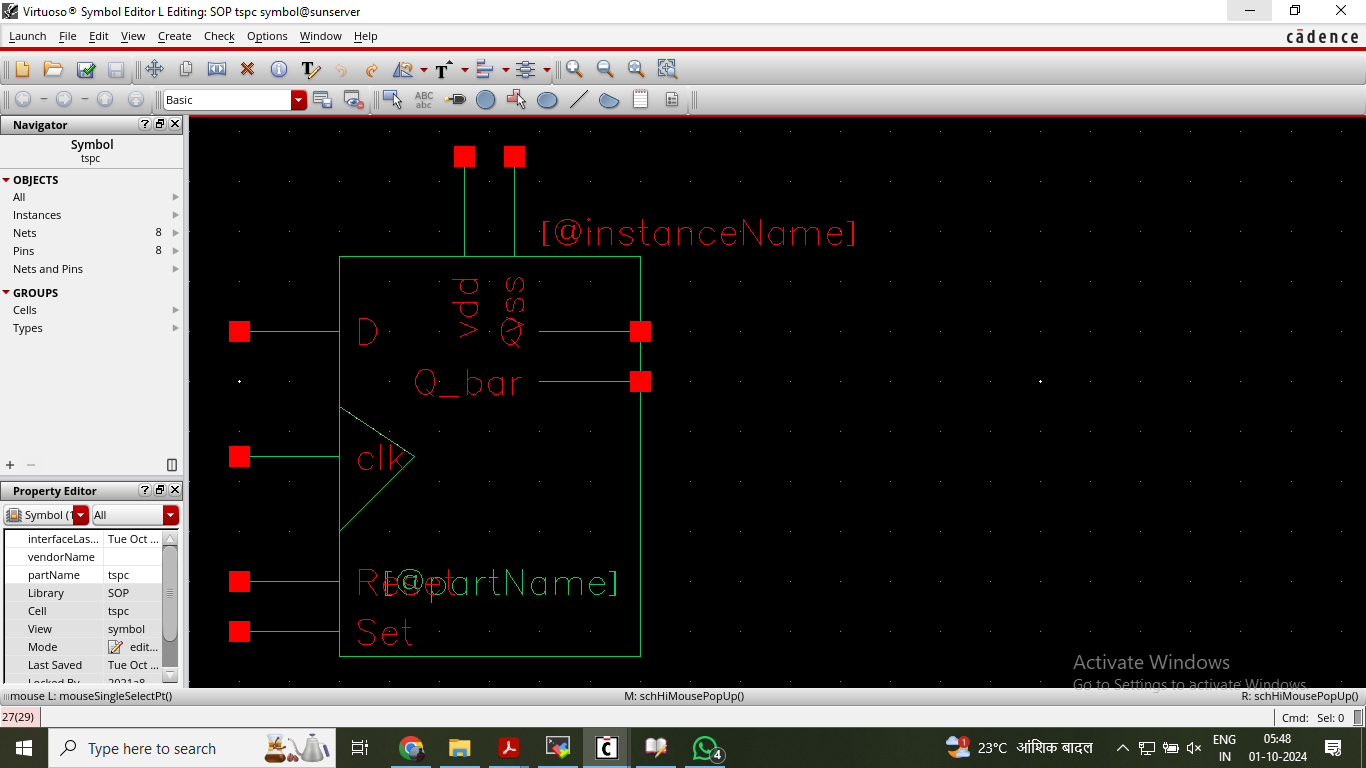 Virtuoso® Symbol Editor L Editing: SOP tspc symbol@sunserver
Launch File Edit View Create Check Options Window Help
cādence
Basic
ABC
abc
Navigator
Symbol
tspc
OBJECTS
All
Instances
Nets 8
Pins 8
Nets and Pins
GROUPS
Cells
Types
Property Editor
Symbol (1 All
interfaceLas... Tue Oct ...
vendorName
partName tspc
Library SOP
Cell tspc
View symbol
Mode edit...
Last Saved Tue Oct ...
Locked By 2021a8
[@instanceName]
vdd
vss
D
Q
Q_bar
clk
Reset
[@partName]
Set
Activate Windows
Go to Settings to activate Windows.
mouse L: mouseSingleSelectPt() M: schHiMousePopUp() R: schHiMousePopUp()
27(29)
Cmd: Sel: 0
Type here to search
4
1
23°C आंशिक बादल
ENG
IN
05:48
01-10-2024